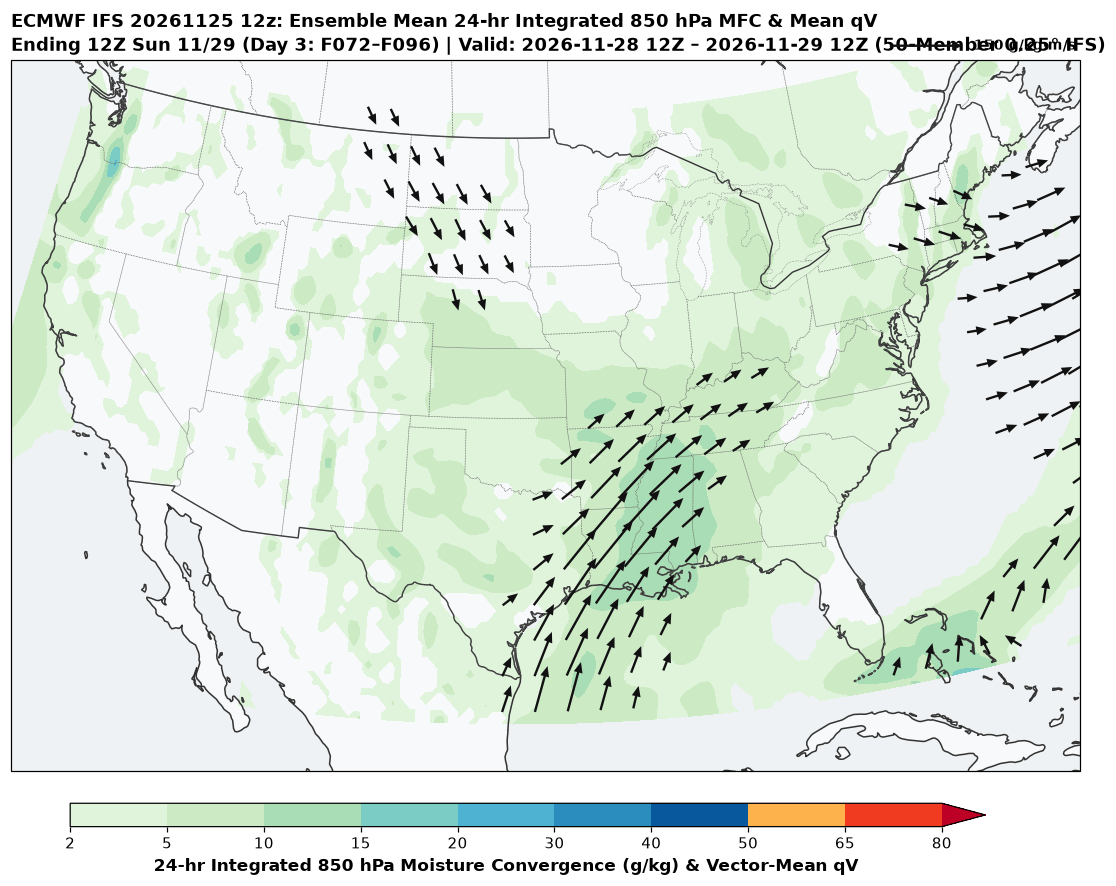 ECMWF IFS 20261125 12z: Ensemble Mean 24-hr Integrated 850 hPa MFC & Mean qV
Ending 12Z Sun 11/29 (Day 3: F072–F096) | Valid: 2026-11-28 12Z – 2026-11-29 12Z (50-Member 0.25° IFS)
2 5 10 15 20 30 40 50 65 80
24-hr Integrated 850 hPa Moisture Convergence (g/kg) & Vector-Mean qV